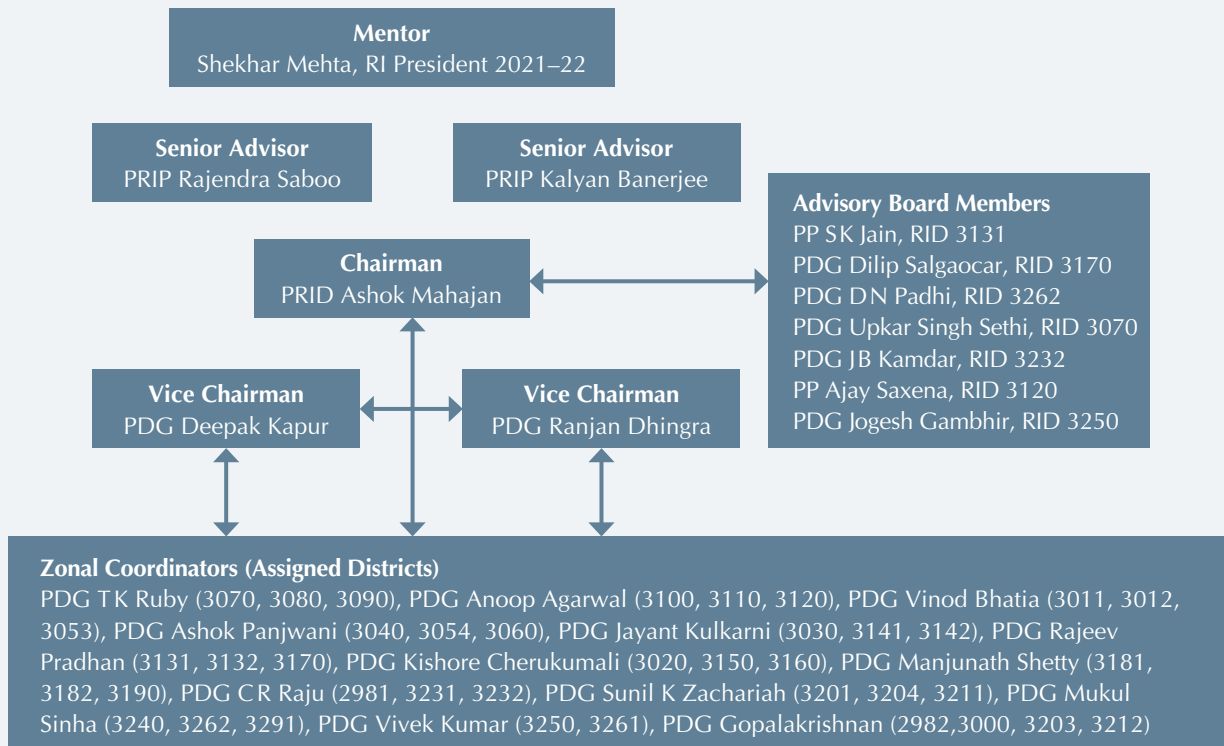 Mentor
Shekhar Mehta, RI President 2021–22
Senior Advisor
PRIP Rajendra Saboo
Senior Advisor
PRIP Kalyan Banerjee
Advisory Board Members
PP SK Jain, RID 3131
PDG Dilip Salgaocar, RID 3170
PDG DN Padhi, RID 3262
PDG Upkar Singh Sethi, RID 3070
PDG JB Kamdar, RID 3232
PP Ajay Saxena, RID 3120
PDG Jogesh Gambhir, RID 3250
Chairman
PRID Ashok Mahajan
Vice Chairman
PDG Deepak Kapur
Vice Chairman
PDG Ranjan Dhingra
Zonal Coordinators (Assigned Districts)
PDG TK Ruby (3070, 3080, 3090), PDG Anoop Agarwal (3100, 3110, 3120), PDG Vinod Bhatia (3011, 3012,
3053), PDG Ashok Panjwani (3040, 3054, 3060), PDG Jayant Kulkarni (3030, 3141, 3142), PDG Rajeev
Pradhan (3131, 3132, 3170), PDG Kishore Cherukumali (3020, 3150, 3160), PDG Manjunath Shetty (3181,
3182, 3190), PDG CR Raju (2981, 3231, 3232), PDG Sunil K Zachariah (3201, 3204, 3211), PDG Mukul
Sinha (3240, 3262, 3291), PDG Vivek Kumar (3250, 3261), PDG Gopalakrishnan (2982,3000, 3203, 3212)